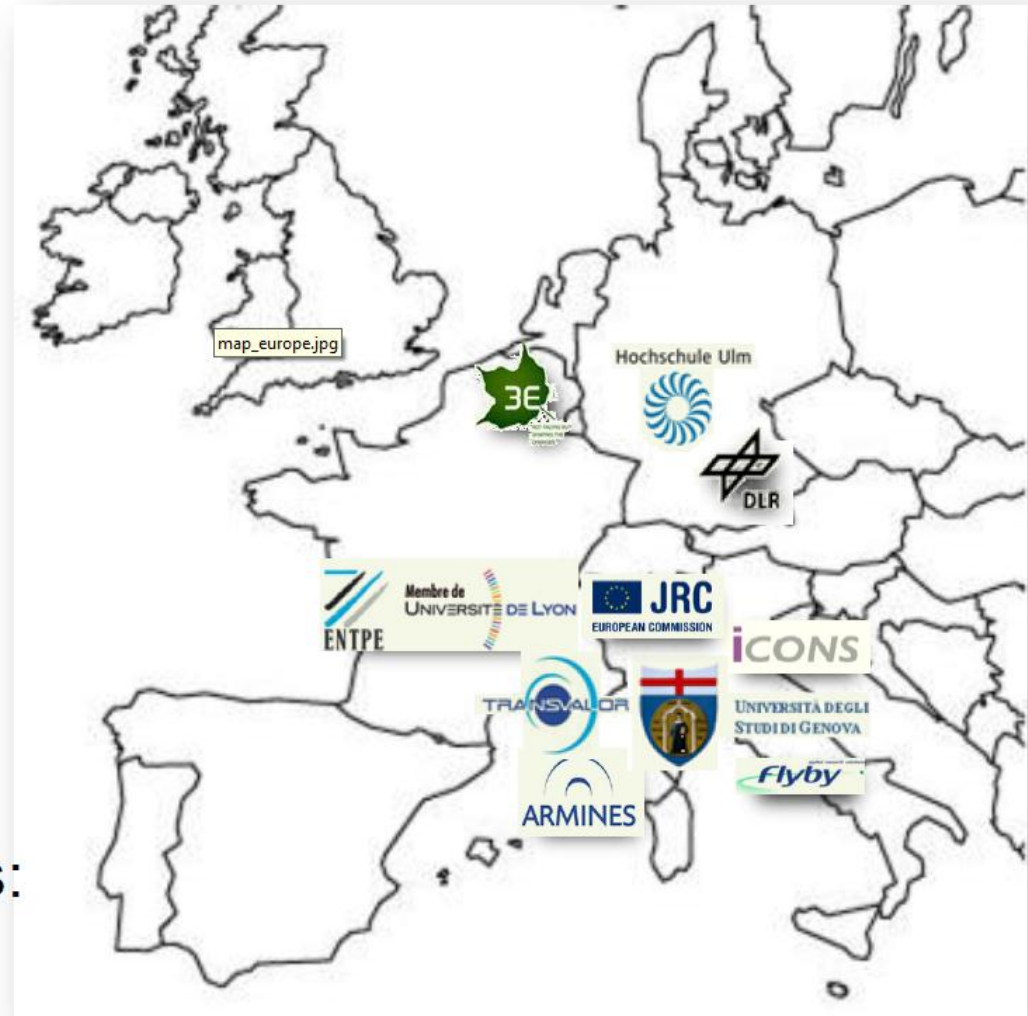 map_europe.jpg
Hochschule Ulm
3E
DLR
ENTPE
Membre de
UNIVERSITÉ DE LYON
JRC
EUROPEAN COMMISSION
iCONS
TRANSVALOR
UNIVERSITÀ DEGLI
STUDI DI GENOVA
Flyby
ARMINES
s: